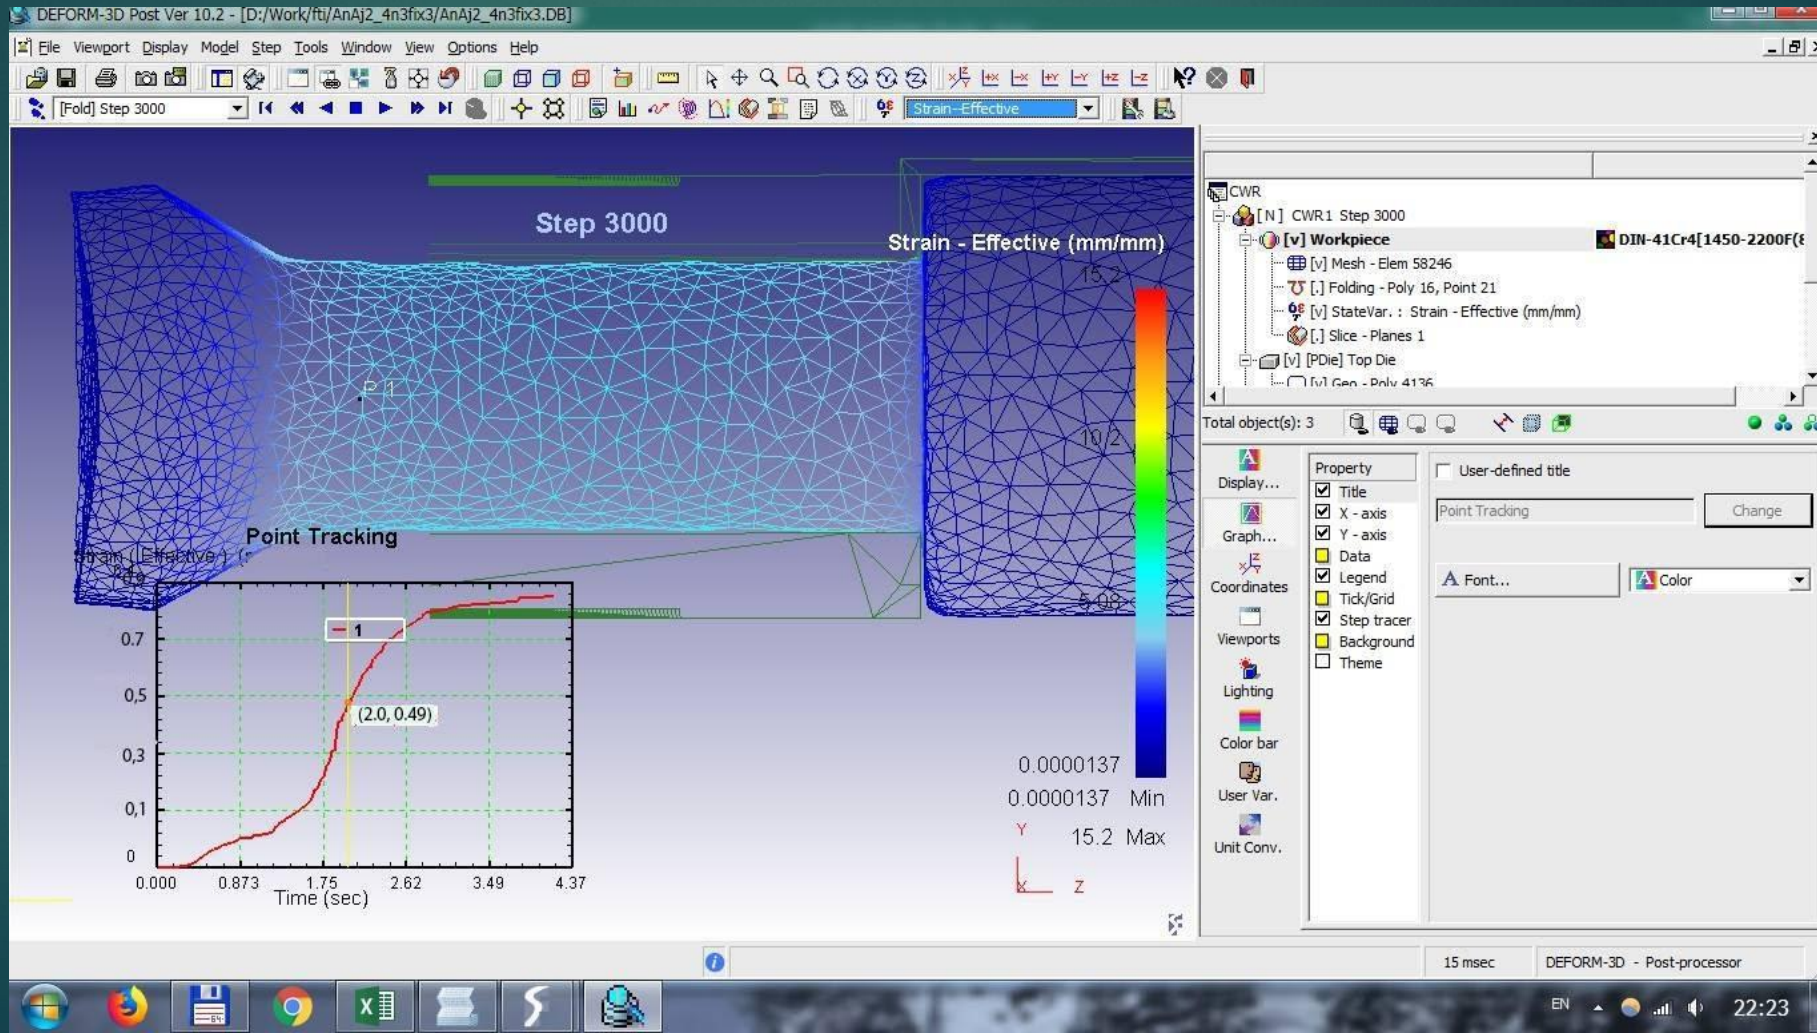 DEFORM-3D Post Ver 10.2 - [D:/Work/fti/AnAj2_4n3fix3/AnAj2_4n3fix3.DB]
File Viewport Display Model Step Tools Window View Options Help
[Fold] Step 3000
Strain--Effective
Step 3000
Strain - Effective (mm/mm)
15.2
10.2
5.08
0.0000137
0.0000137 Min
15.2 Max
P 1
Y
X Z
Point Tracking
Strain ( Effective )
0.7
0,5
0,3
0,1
0
1
(2.0, 0.49)
0.000 0.873 1.75 2.62 3.49 4.37
Time (sec)
CWR
[N] CWR1 Step 3000
[v] Workpiece DIN-41Cr4[1450-2200F(
[v] Mesh - Elem 58246
[.] Folding - Poly 16, Point 21
[v] StateVar. : Strain - Effective (mm/mm)
[.] Slice - Planes 1
[v] [PDie] Top Die
[v] Geo - Poly 4136
Total object(s): 3
Display...
Graph...
Coordinates
Viewports
Lighting
Color bar
User Var.
Unit Conv.
Property
Title
X - axis
Y - axis
Data
Legend
Tick/Grid
Step tracer
Background
Theme
User-defined title
Point Tracking Change
A Font... A Color
15 msec DEFORM-3D - Post-processor
EN 22:23